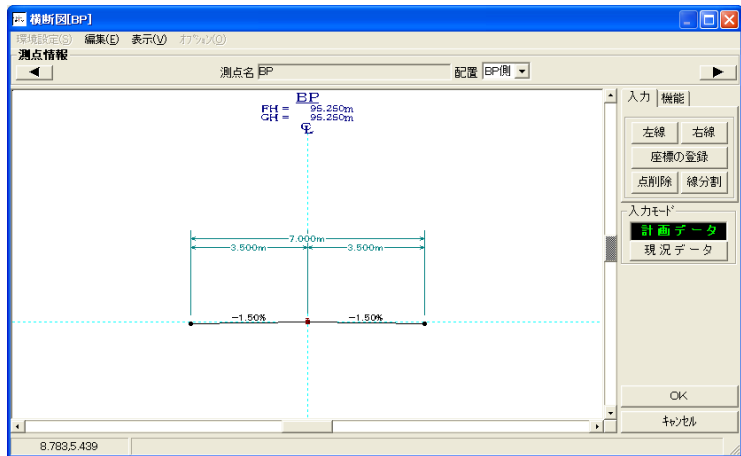 横断図[BP]
環境設定(S) 編集(E) 表示(V) オプション(O)
測点情報
測点名 BP 配置 BP側
BP
FH = 95.250m
GH = 95.250m
CL
7.000m
3.500m 3.500m
-1.50% -1.50%
入力 機能
左線 右線
座標の登録
点削除 線分割
入力モード
計画データ
現況データ
OK
キャンセル
8.783,5.439